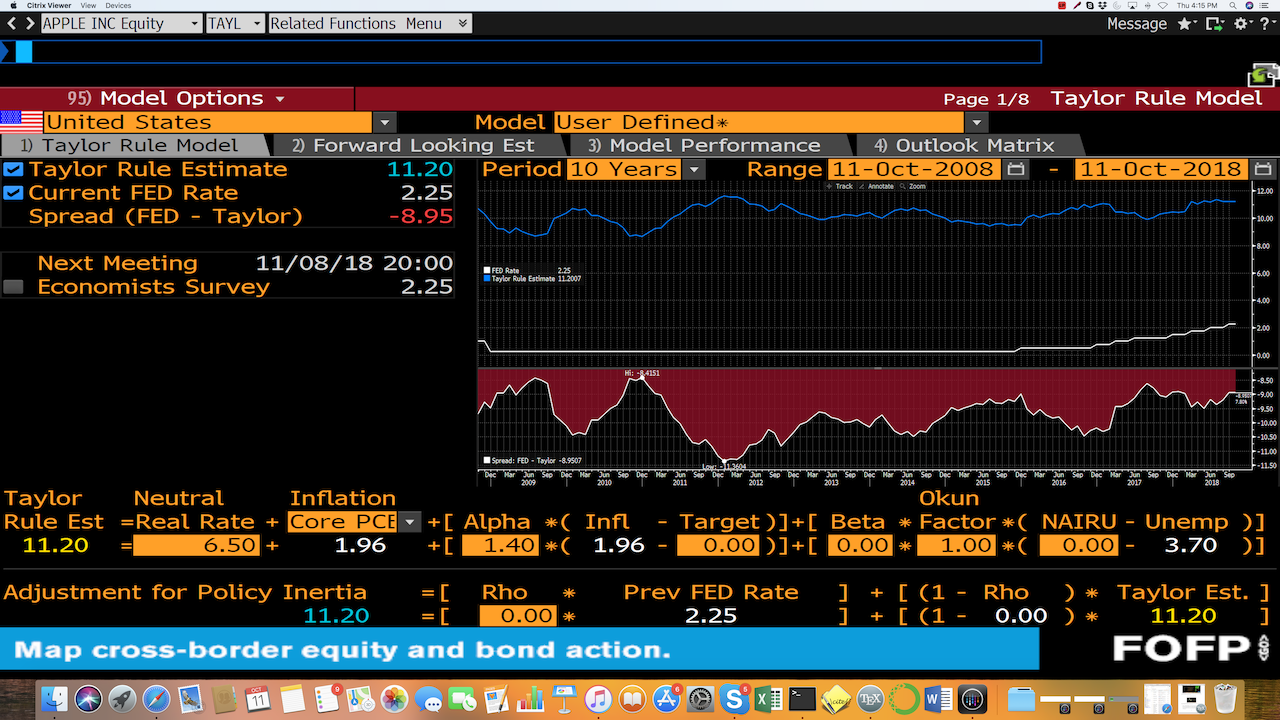 Citrix Viewer View Devices Thu 4:15 PM
APPLE INC Equity TAYL Related Functions Menu Message ?
95) Model Options Page 1/8 Taylor Rule Model
United States Model User Defined*
1) Taylor Rule Model 2) Forward Looking Est 3) Model Performance 4) Outlook Matrix
Taylor Rule Estimate 11.20 Period 10 Years Range 11-Oct-2008 - 11-Oct-2018
Current FED Rate 2.25
Spread (FED - Taylor) -8.95
Next Meeting 11/08/18 20:00
Economists Survey 2.25
Track Annotate Zoom
12.00
10.00
8.00
6.00
4.00
2.00
0.00
FED Rate 2.25
Taylor Rule Estimate 11.2007
Hi: -8.4151
-8.50
-9.00
-9.50
-10.00
-10.50
-11.00
-11.50
Spread: FED - Taylor -8.9507
Low: -11.3604
Dec Mar Jun Sep Dec Mar Jun Sep Dec Mar Jun Sep Dec Mar Jun Sep Dec Mar Jun Sep Dec Mar Jun Sep Dec Mar Jun Sep Dec Mar Jun Sep Dec Mar Jun Sep Dec Mar Jun Sep
2009 2010 2011 2012 2013 2014 2015 2016 2017 2018
Taylor Neutral Inflation Okun
Rule Est =Real Rate + Core PCE +[ Alpha *( Infl - Target )]+[ Beta * Factor *( NAIRU - Unemp )]
11.20 = 6.50 + 1.96 +[ 1.40 *( 1.96 - 0.00 )]+[ 0.00 * 1.00 *( 0.00 - 3.70 )]
Adjustment for Policy Inertia =[ Rho * Prev FED Rate ] + [ (1 - Rho ) * Taylor Est. ]
11.20 =[ 0.00 * 2.25 ] + [ (1 - 0.00 ) * 11.20 ]
Map cross-border equity and bond action.
FOFP
OCT
11
9
6
6
TEX